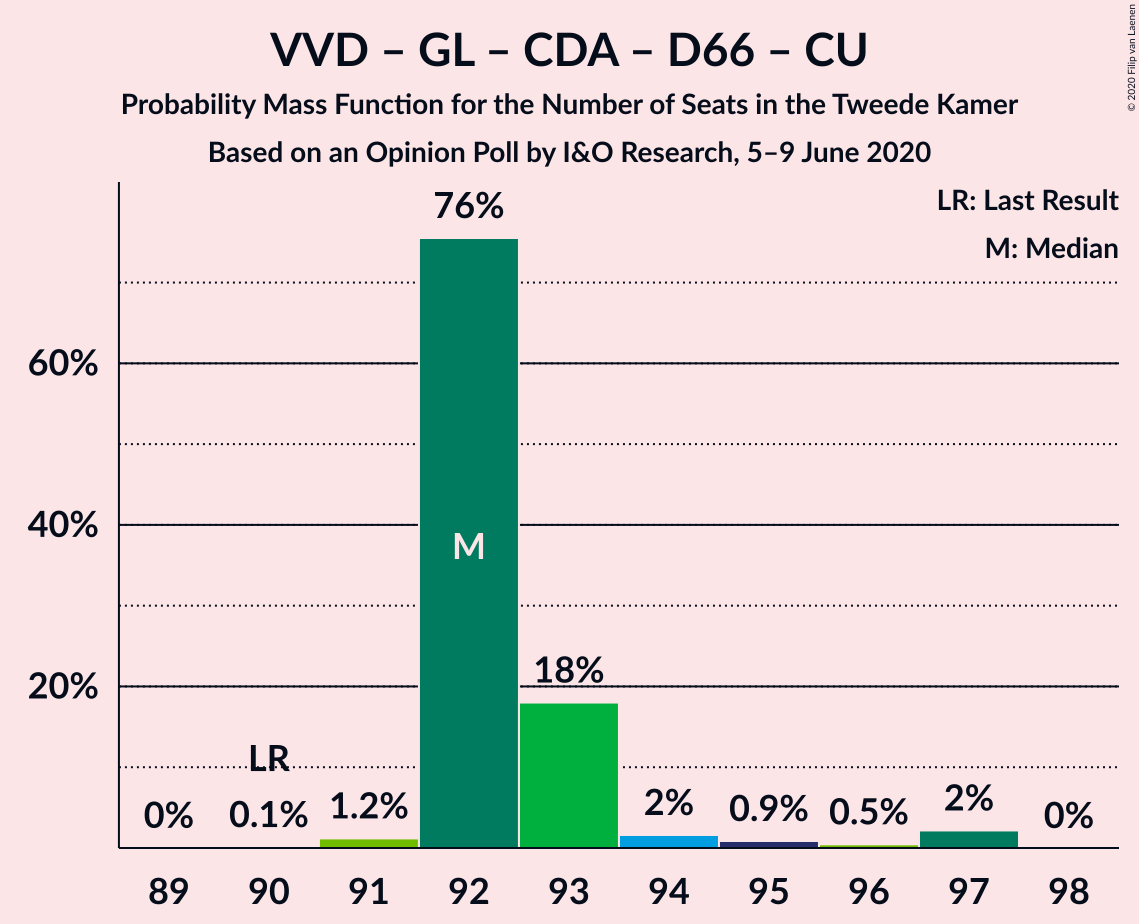 VVD – GL – CDA – D66 – CU
Probability Mass Function for the Number of Seats in the Tweede Kamer
Based on an Opinion Poll by I&O Research, 5–9 June 2020
© 2020 Filip van Laenen
LR: Last Result
M: Median
76%
60%
M
40%
18%
20%
LR
0%
0.1%
1.2%
2%
0.9%
0.5%
2%
0%
89 90 91 92 93 94 95 96 97 98